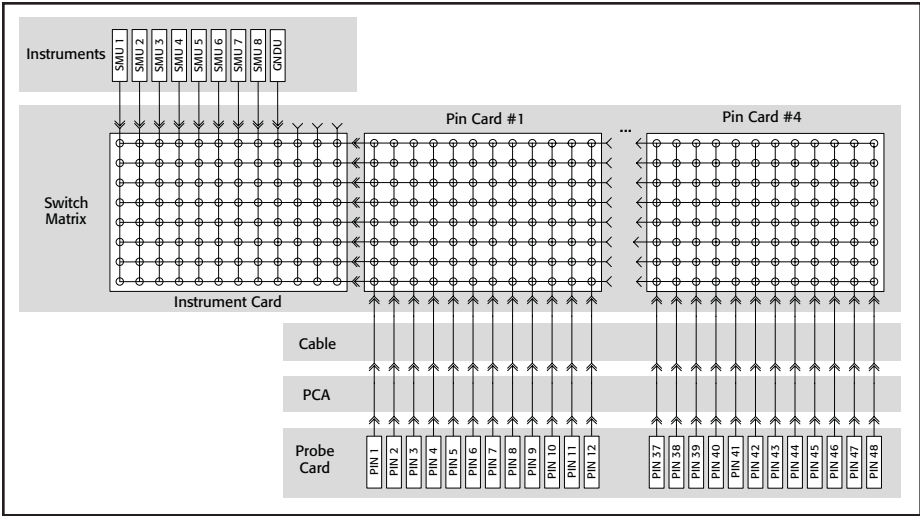 Instruments
SMU 1
SMU 2
SMU 3
SMU 4
SMU 5
SMU 6
SMU 7
SMU 8
GNDU
Pin Card #1
...
Pin Card #4
Switch
Matrix
Instrument Card
Cable
PCA
Probe
Card
PIN 1
PIN 2
PIN 3
PIN 4
PIN 5
PIN 6
PIN 7
PIN 8
PIN 9
PIN 10
PIN 11
PIN 12
PIN 37
PIN 38
PIN 39
PIN 40
PIN 41
PIN 42
PIN 43
PIN 44
PIN 45
PIN 46
PIN 47
PIN 48